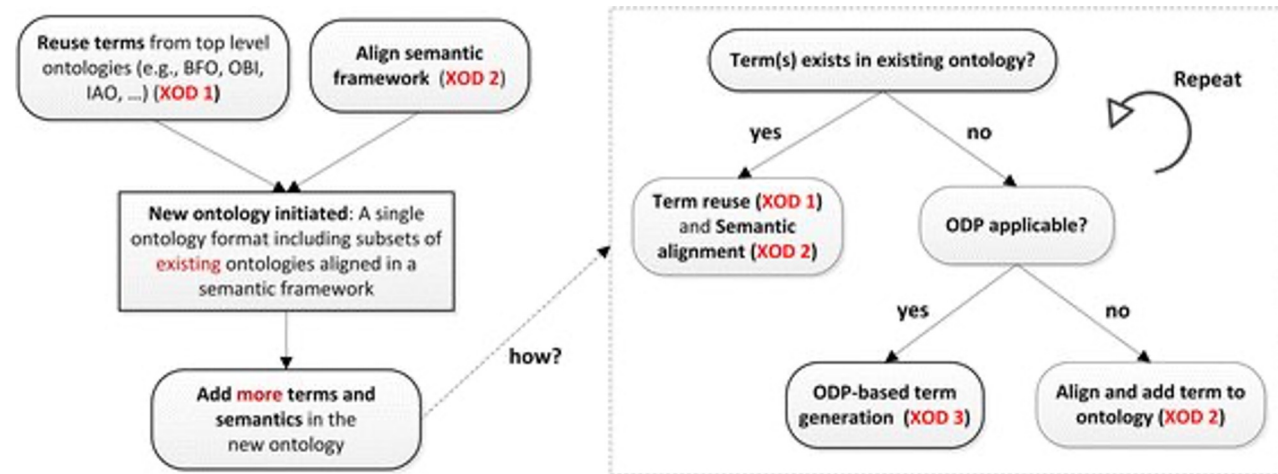 Reuse terms from top level
ontologies (e.g., BFO, OBI,
IAO, ...) (XOD 1)
Align semantic
framework (XOD 2)
New ontology initiated: A single
ontology format including subsets of
existing ontologies aligned in a
semantic framework
Add more terms and
semantics in the
new ontology
how?
Term(s) exists in existing ontology?
Repeat
yes
no
Term reuse (XOD 1)
and Semantic
alignment (XOD 2)
ODP applicable?
yes
no
ODP-based term
generation (XOD 3)
Align and add term to
ontology (XOD 2)